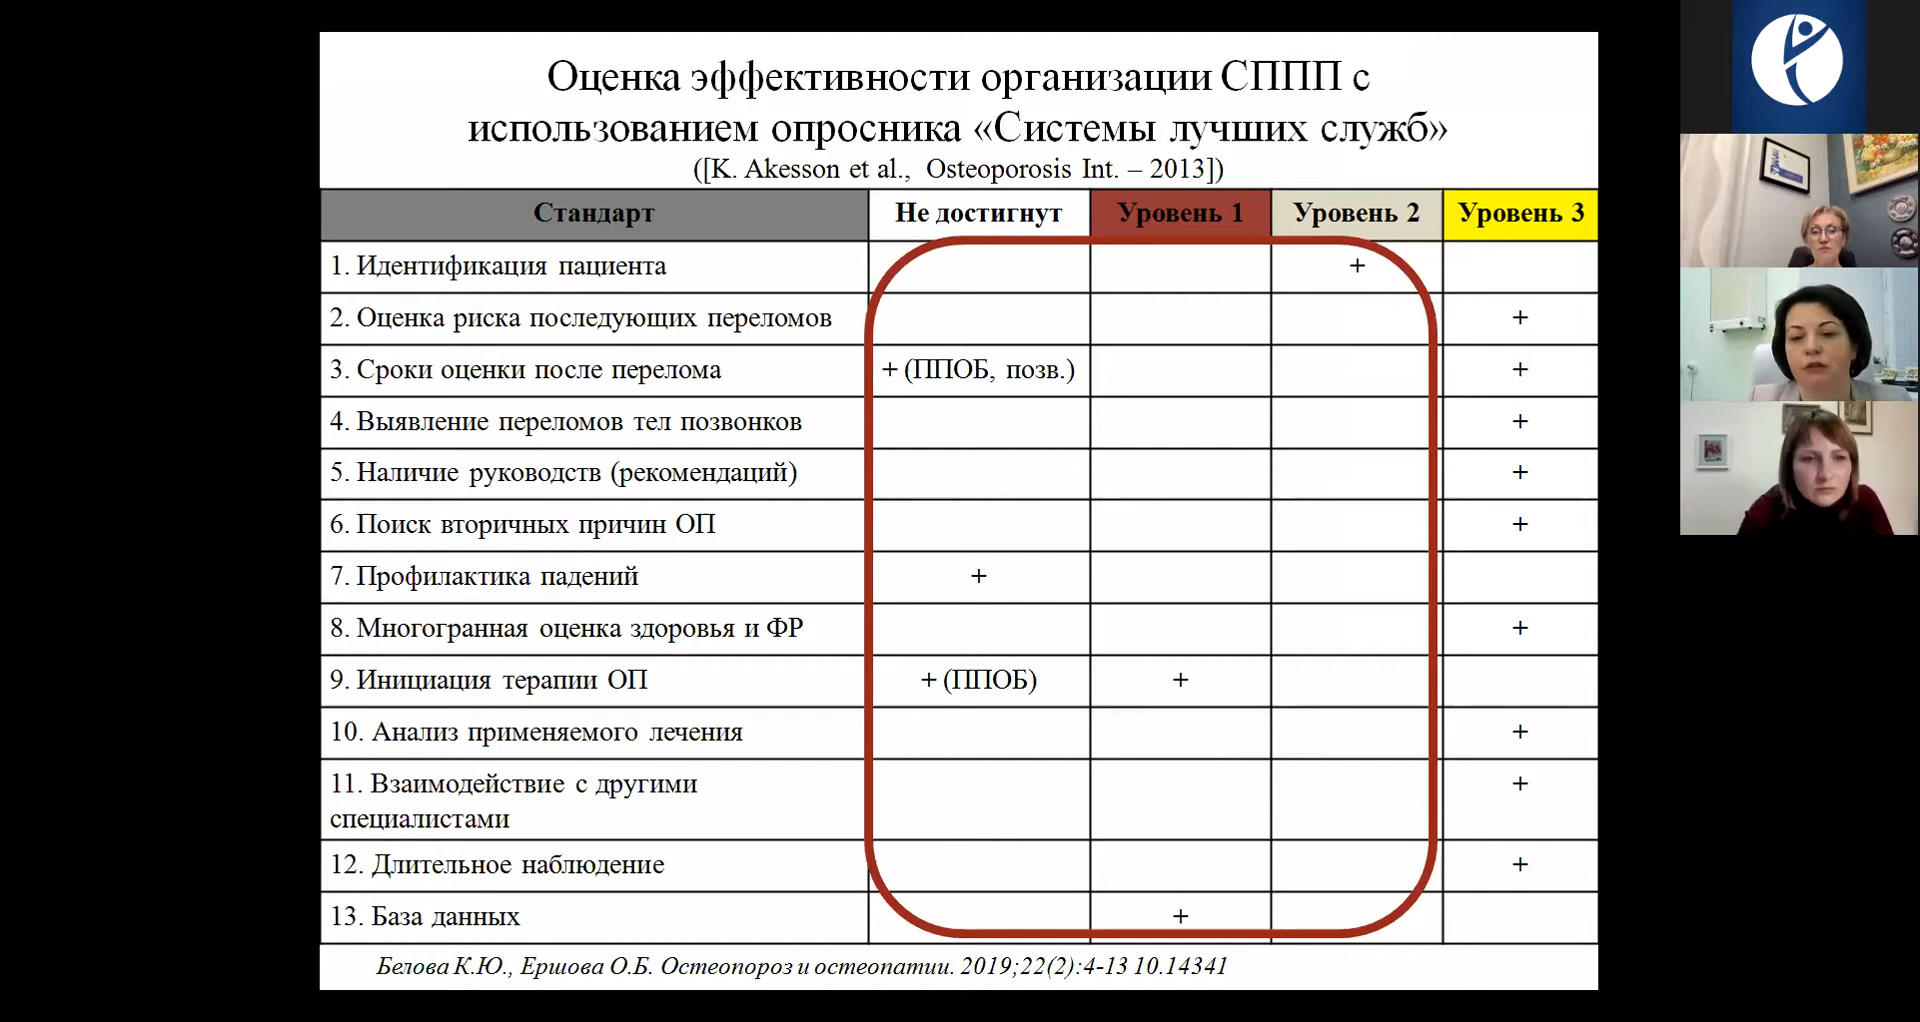 Оценка эффективности организации СППП с
использованием опросника «Системы лучших служб»
([K. Akesson et al., Osteoporosis Int. – 2013])
Стандарт Не достигнут Уровень 1 Уровень 2 Уровень 3
1. Идентификация пациента +
2. Оценка риска последующих переломов +
3. Сроки оценки после перелома + (ППОБ, позв.) +
4. Выявление переломов тел позвонков +
5. Наличие руководств (рекомендаций) +
6. Поиск вторичных причин ОП +
7. Профилактика падений +
8. Многогранная оценка здоровья и ФР +
9. Инициация терапии ОП + (ППОБ) +
10. Анализ применяемого лечения +
11. Взаимодействие с другими +
специалистами
12. Длительное наблюдение +
13. База данных +
Белова К.Ю., Ершова О.Б. Остеопороз и остеопатии. 2019;22(2):4-13 10.14341